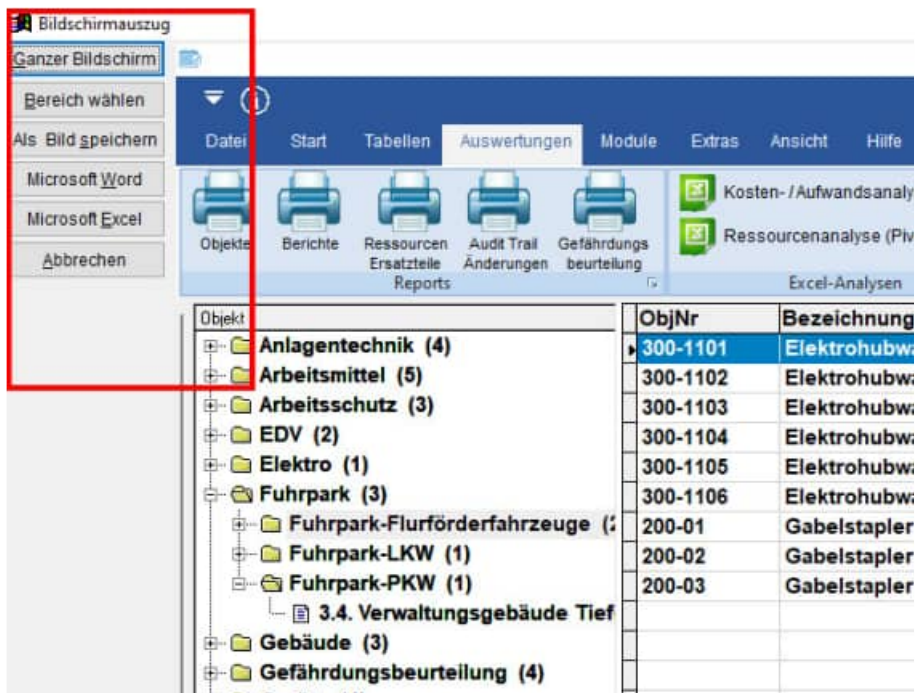 Bildschirmauszug
Ganzer Bildschirm
Bereich wählen
Als Bild speichern
Microsoft Word
Microsoft Excel
Abbrechen
Datei Start Tabellen Auswertungen Module Extras Ansicht Hilfe
Objekte Berichte Ressourcen Ersatzteile Audit Trail Änderungen Gefährdungs beurteilung
Reports
Kosten- / Aufwandsanaly
Ressourcenanalyse (Piv
Excel-Analysen
Objekt
Anlagentechnik (4)
Arbeitsmittel (5)
Arbeitsschutz (3)
EDV (2)
Elektro (1)
Fuhrpark (3)
Fuhrpark-Flurförderfahrzeuge (2
Fuhrpark-LKW (1)
Fuhrpark-PKW (1)
3.4. Verwaltungsgebäude Tief
Gebäude (3)
Gefährdungsbeurteilung (4)
ObjNr Bezeichnung
300-1101 Elektrohubwa
300-1102 Elektrohubwa
300-1103 Elektrohubwa
300-1104 Elektrohubwa
300-1105 Elektrohubwa
300-1106 Elektrohubwa
200-01 Gabelstapler
200-02 Gabelstapler
200-03 Gabelstapler